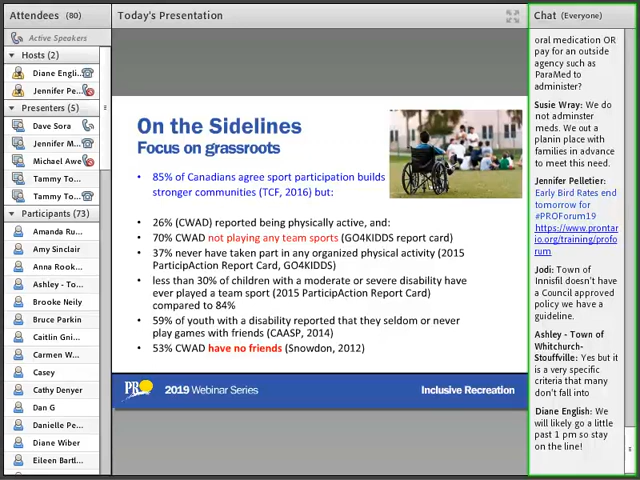 Attendees (80)
Active Speakers
Hosts (2)
Diane Engli...
Jennifer Pe...
Presenters (5)
Dave Sora
Jennifer M...
Michael Awe
Tammy To...
Tammy To...
Participants (73)
Amanda Ru...
Amy Sinclair
Anna Rook...
Ashley - To...
Brooke Neily
Bruce Parkin
Caitlin Gni...
Carmen W...
Casey
Cathy Denyer
Dan G
Danielle Pe...
Diane Wiber
Eileen Bartl...
Today's Presentation
On the Sidelines
Focus on grassroots
• 85% of Canadians agree sport participation builds
stronger communities (TCF, 2016) but:
• 26% (CWAD) reported being physically active, and:
• 70% CWAD not playing any team sports (GO4KIDDS report card)
• 37% never have taken part in any organized physical activity (2015
ParticipAction Report Card, GO4KIDDS)
• less than 30% of children with a moderate or severe disability have
ever played a team sport (2015 ParticipAction Report Card)
compared to 84%
• 59% of youth with a disability reported that they seldom or never
play games with friends (CAASP, 2014)
• 53% CWAD have no friends (Snowdon, 2012)
PRO
2019 Webinar Series
Inclusive Recreation
Chat (Everyone)
oral medication OR
pay for an outside
agency such as
ParaMed to
administer?
Susie Wray: We do
not adminster
meds. We out a
planin place with
families in advance
to meet this need.
Jennifer Pelletier:
Early Bird Rates end
tomorrow for
#PROForum19
https://www.prontar
io.org/training/profo
rum
Jodi: Town of
Innisfil doesn't have
a Council approved
policy we have a
guideline.
Ashley - Town of
Whitchurch-
Stouffville: Yes but it
is a very specific
criteria that many
don't fall into
Diane English: We
will likely go a little
past 1 pm so stay
on the line!